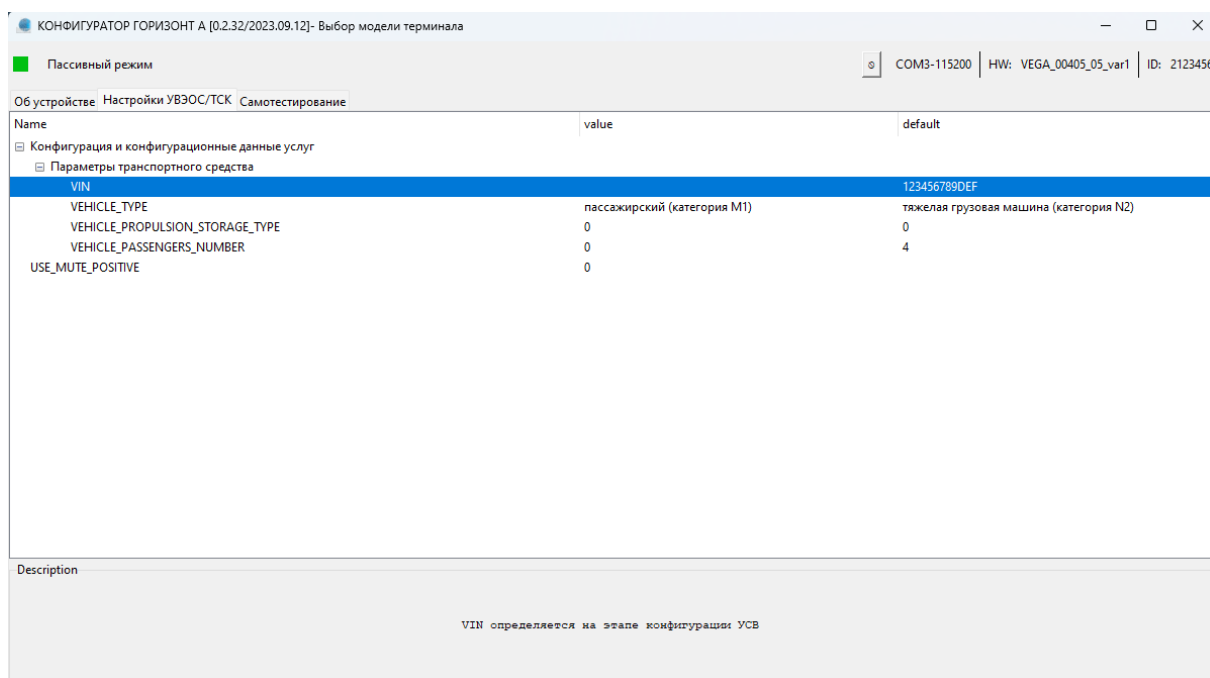 КОНФИГУРАТОР ГОРИЗОНТ А [0.2.32/2023.09.12]- Выбор модели терминала
Пассивный режим COM3-115200 HW: VEGA_00405_05_var1 ID: 2123456
Об устройстве Настройки УВЭОС/ТСК Самотестирование
Name value default
Конфигурация и конфигурационные данные услуг
Параметры транспортного средства
VIN 123456789DEF
VEHICLE_TYPE пассажирский (категория M1) тяжелая грузовая машина (категория N2)
VEHICLE_PROPULSION_STORAGE_TYPE 0 0
VEHICLE_PASSENGERS_NUMBER 0 4
USE_MUTE_POSITIVE 0
Description
VIN определяется на этапе конфигурации УСВ